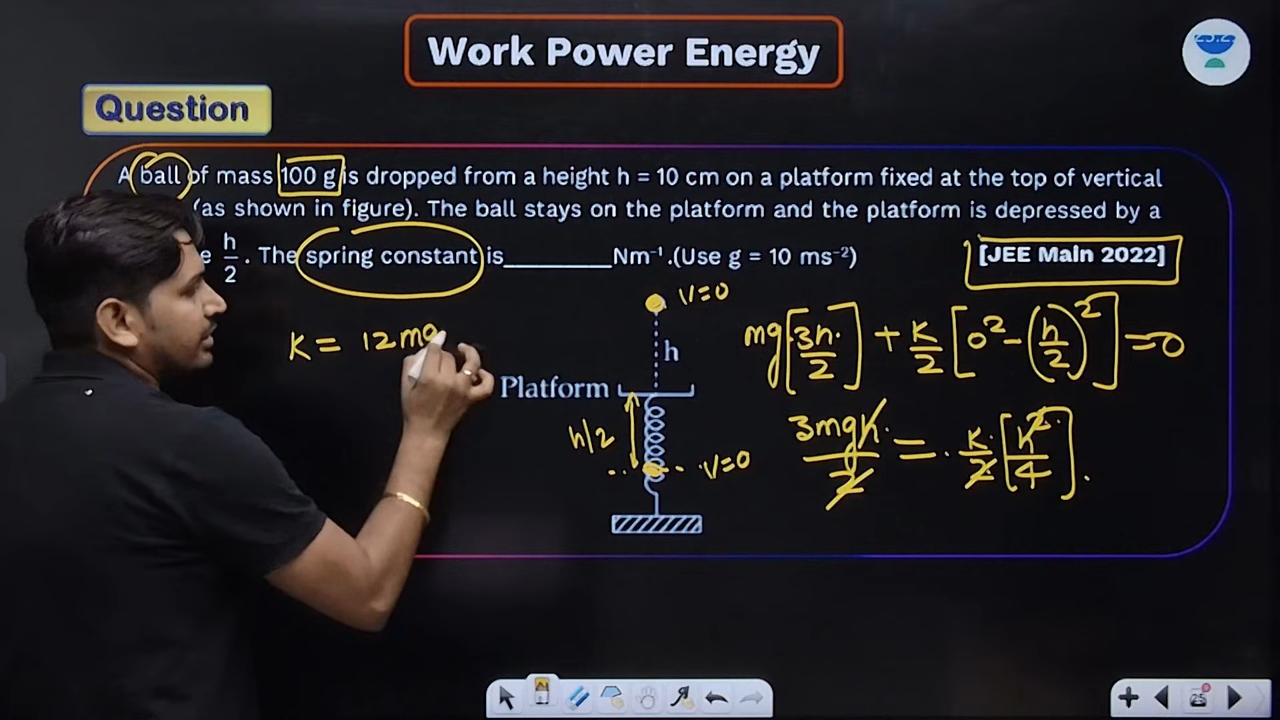 Work Power Energy
Question
A ball of mass 100 g is dropped from a height h = 10 cm on a platform fixed at the top of vertical
(as shown in figure). The ball stays on the platform and the platform is depressed by a
h/2. The spring constant is________Nm⁻¹.(Use g = 10 ms⁻²)
[JEE Main 2022]
V=0
K = 12mg
mg[3h/2] + K/2[0² - (h/2)²] = 0
h
Platform
h/2
V=0
3mgh/2 = K/2[h²/4].
25